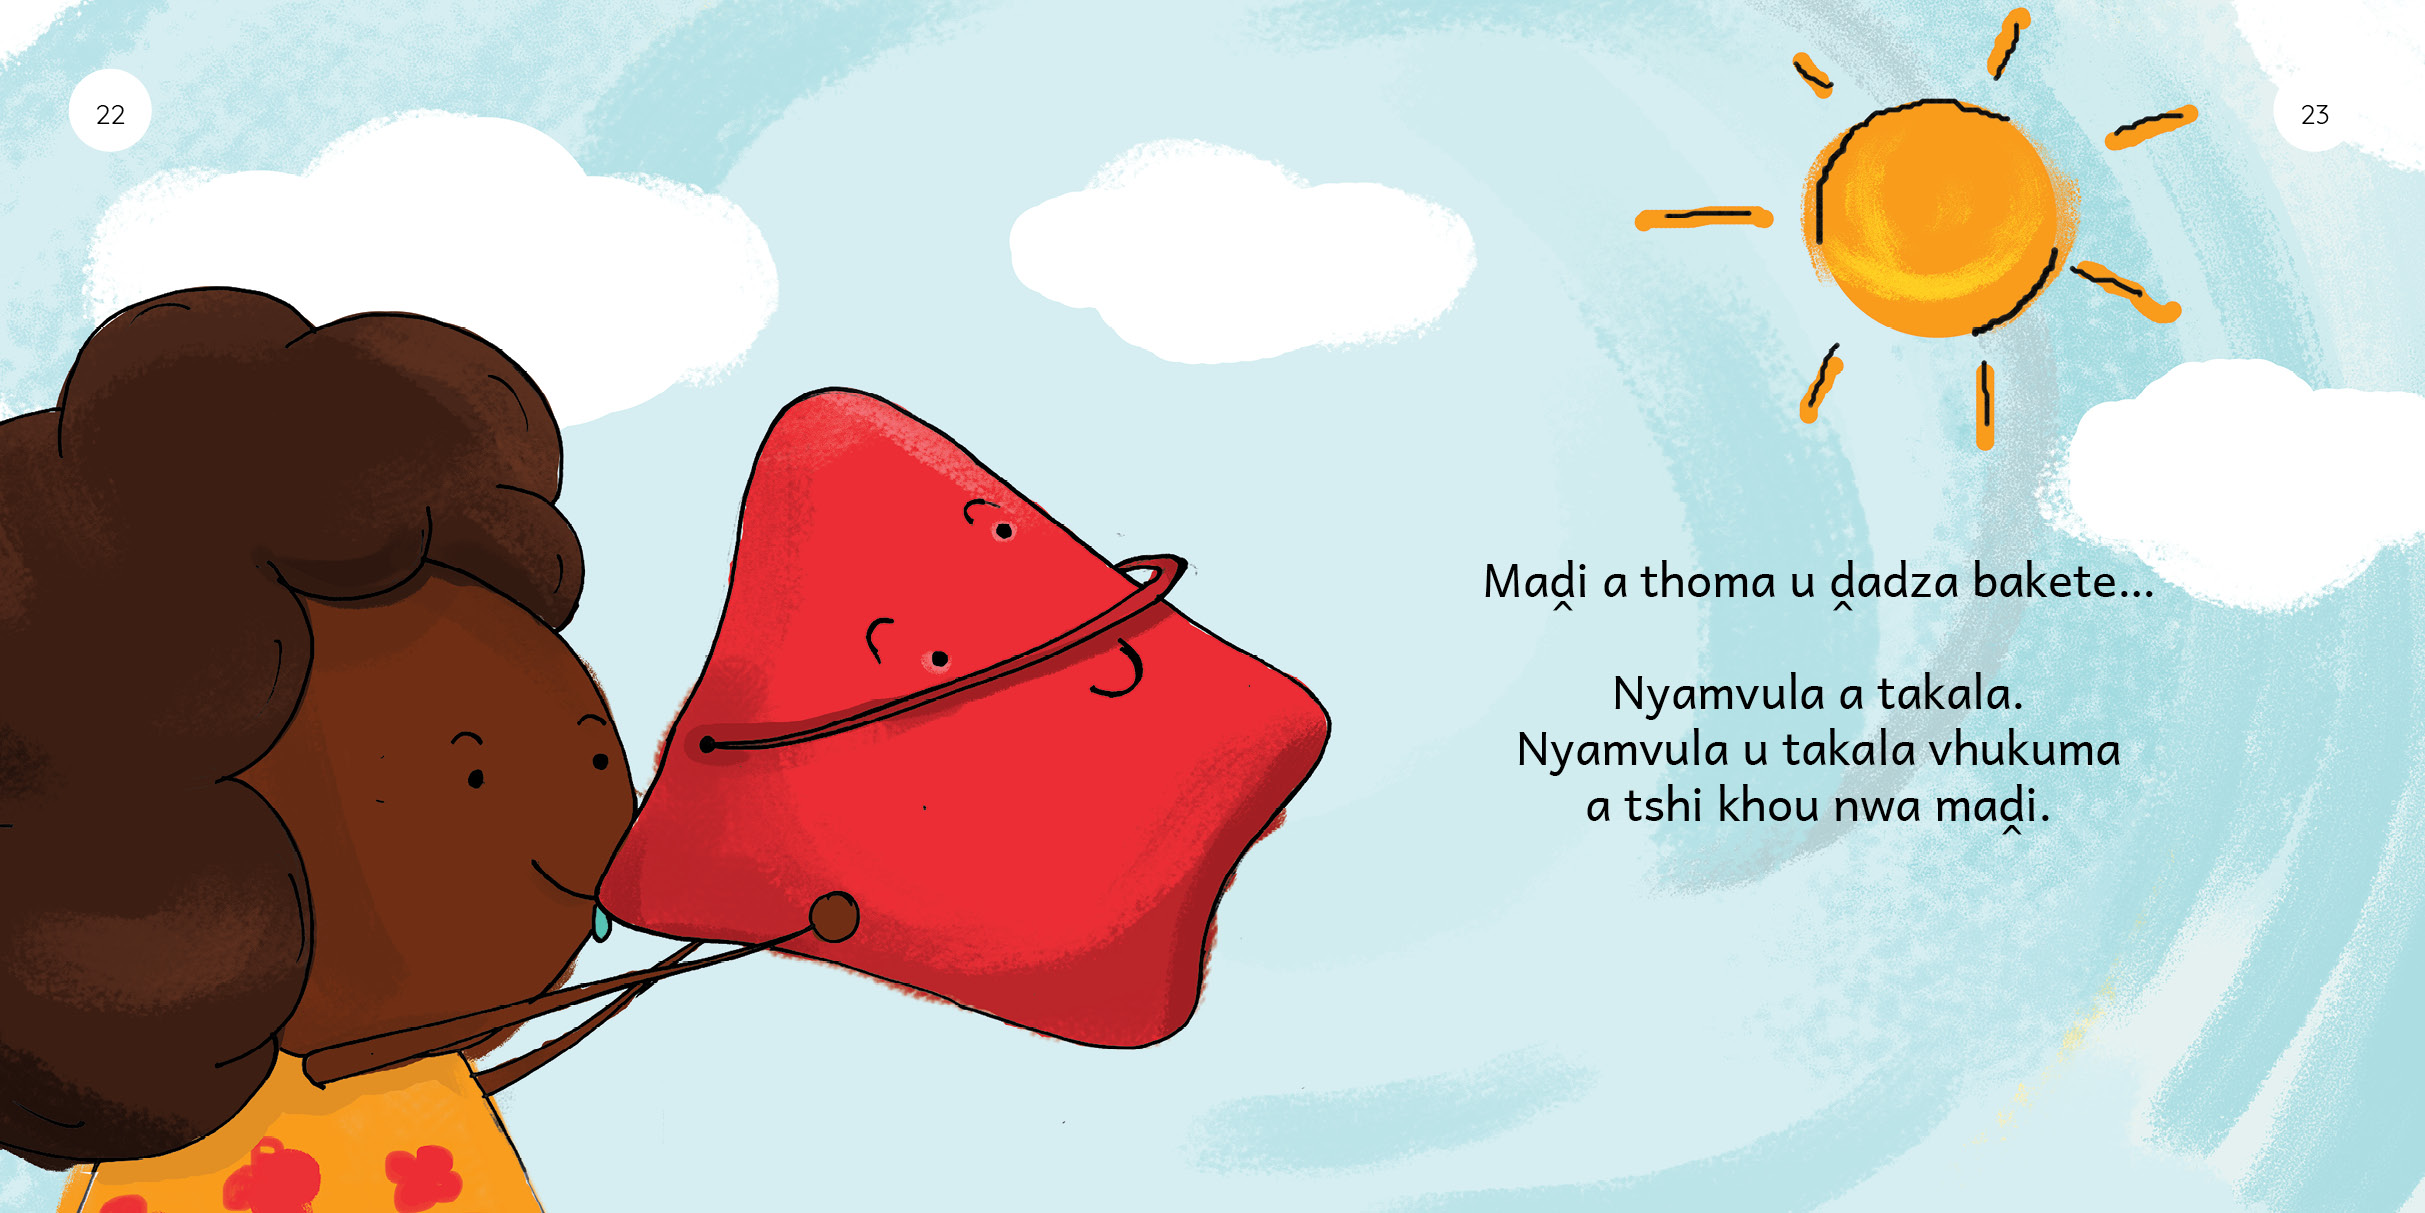 22
23
Maḓi a thoma u ḓadza bakete...
Nyamvula a takala.
Nyamvula u takala vhukuma
a tshi khou nwa maḓi.